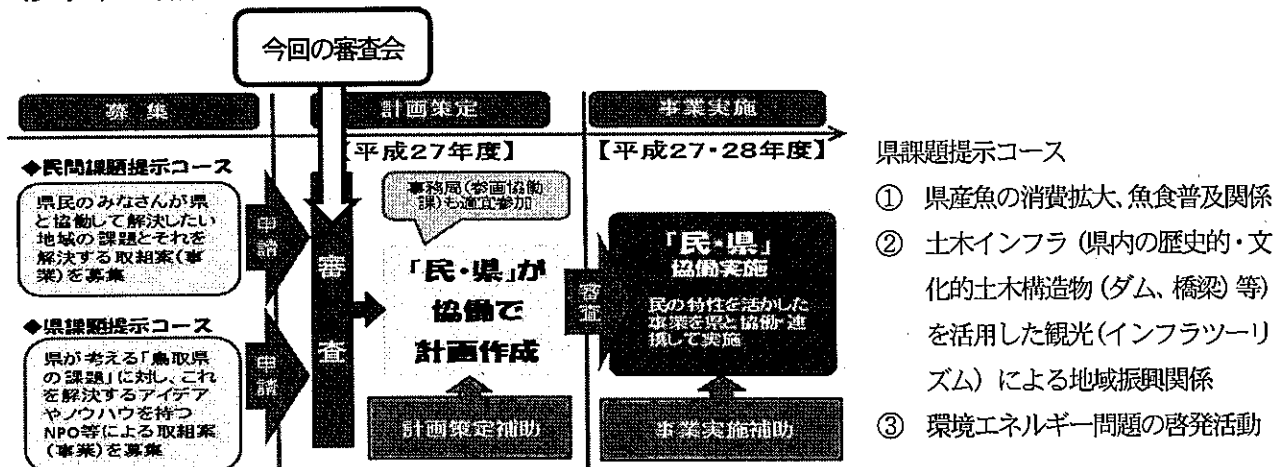 今回の審査会
募集
計画策定
事業実施
【平成27年度】
【平成27・28年度】
◆民間課題提示コース
県民のみなさんが県
と協働して解決したい
地域の課題とそれを
解決する取組案(事
業)を募集
申請
◆県課題提示コース
県が考える「鳥取県
の課題」に対し、これ
を解決するアイデア
やノウハウを持つ
NPO等による取組案
(事業)を募集
申請
審査
事務局(参画協働
課)も適宜参加
「民・県」が
協働で
計画作成
計画策定補助
審査
「民・県」
協働実施
民の特性を活かした
事業を県と協働・連
携して実施
事業実施補助
県課題提示コース
① 県産魚の消費拡大、魚食普及関係
② 土木インフラ(県内の歴史的・文
化的土木構造物(ダム、橋梁)等)
を活用した観光(インフラツーリ
ズム)による地域振興関係
③ 環境エネルギー問題の啓発活動